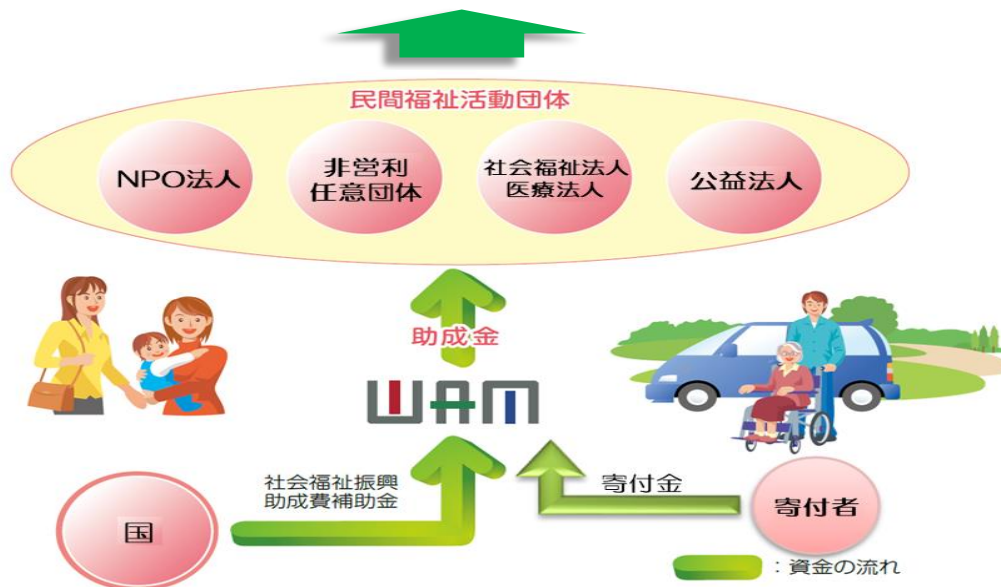 民間福祉活動団体
NPO法人
非営利
任意団体
社会福祉法人
医療法人
公益法人
助成金
WAM
社会福祉振興
助成費補助金
寄付金
国
寄付者
：資金の流れ